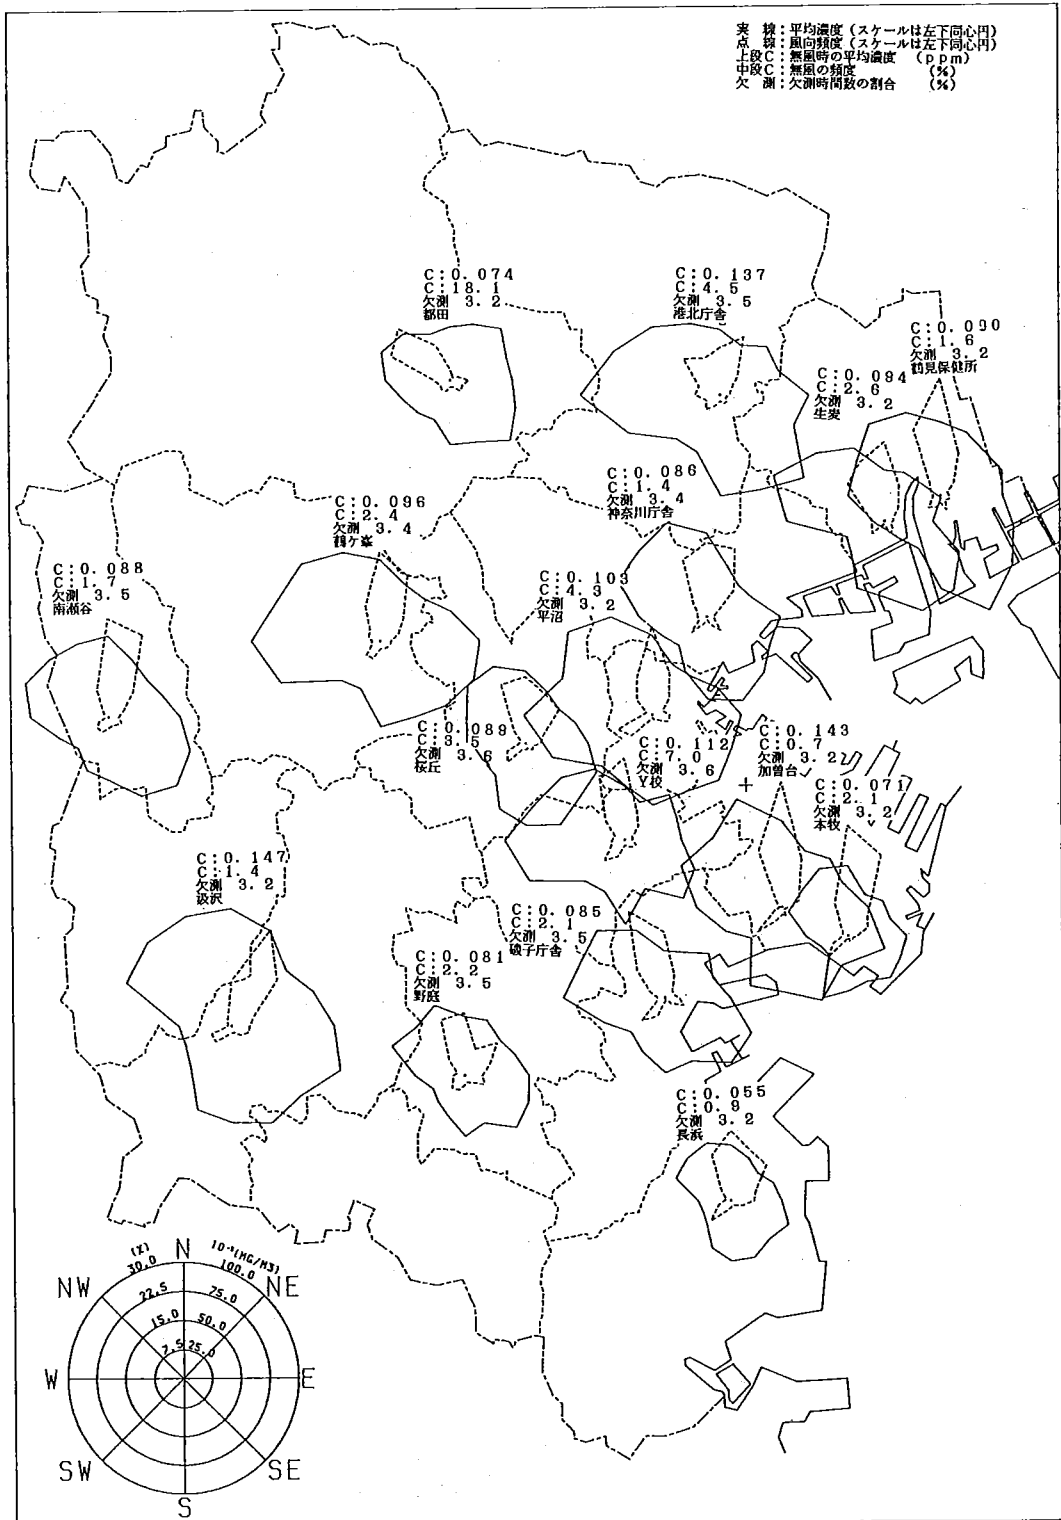 実　線：平均濃度（スケールは左下同心円）
点　線：風向頻度（スケールは左下同心円）
上段C：無風時の平均濃度　（ppm）
中段C：無風の頻度　（％）
欠　測：欠測時間数の割合　（％）
C：0.074
C：18.1
欠測　3.2
都田
C：0.137
C：4.5
欠測　3.5
港北庁舎
C：0.090
C：1.6
欠測　3.2
鶴見保健所
C：0.094
C：2.6
欠測　3.2
生麦
C：0.086
C：1.4
欠測　3.4
神奈川庁舎
C：0.096
C：2.4
欠測　3.4
鶴ケ峯
C：0.088
C：1.7
欠測　3.5
南瀬谷
C：0.103
C：4.3
欠測　3.2
平沼
C：0.089
C：3.5
欠測　3.6
桜丘
C：0.112
C：7.0
欠測　3.6
Y校
C：0.143
C：0.7
欠測　3.2
加曽台
C：0.071
C：2.1
欠測　3.2
本牧
C：0.147
C：1.4
欠測　3.2
汲沢
C：0.085
C：2.1
欠測　3.5
磯子庁舎
C：0.081
C：2.2
欠測　3.5
野庭
C：0.055
C：0.9
欠測　3.2
長浜
(%)
30.0
22.5
15.0
7.5
(MG/M3)
100.0
75.0
50.0
25.0
N
NW
NE
W
E
SW
SE
S